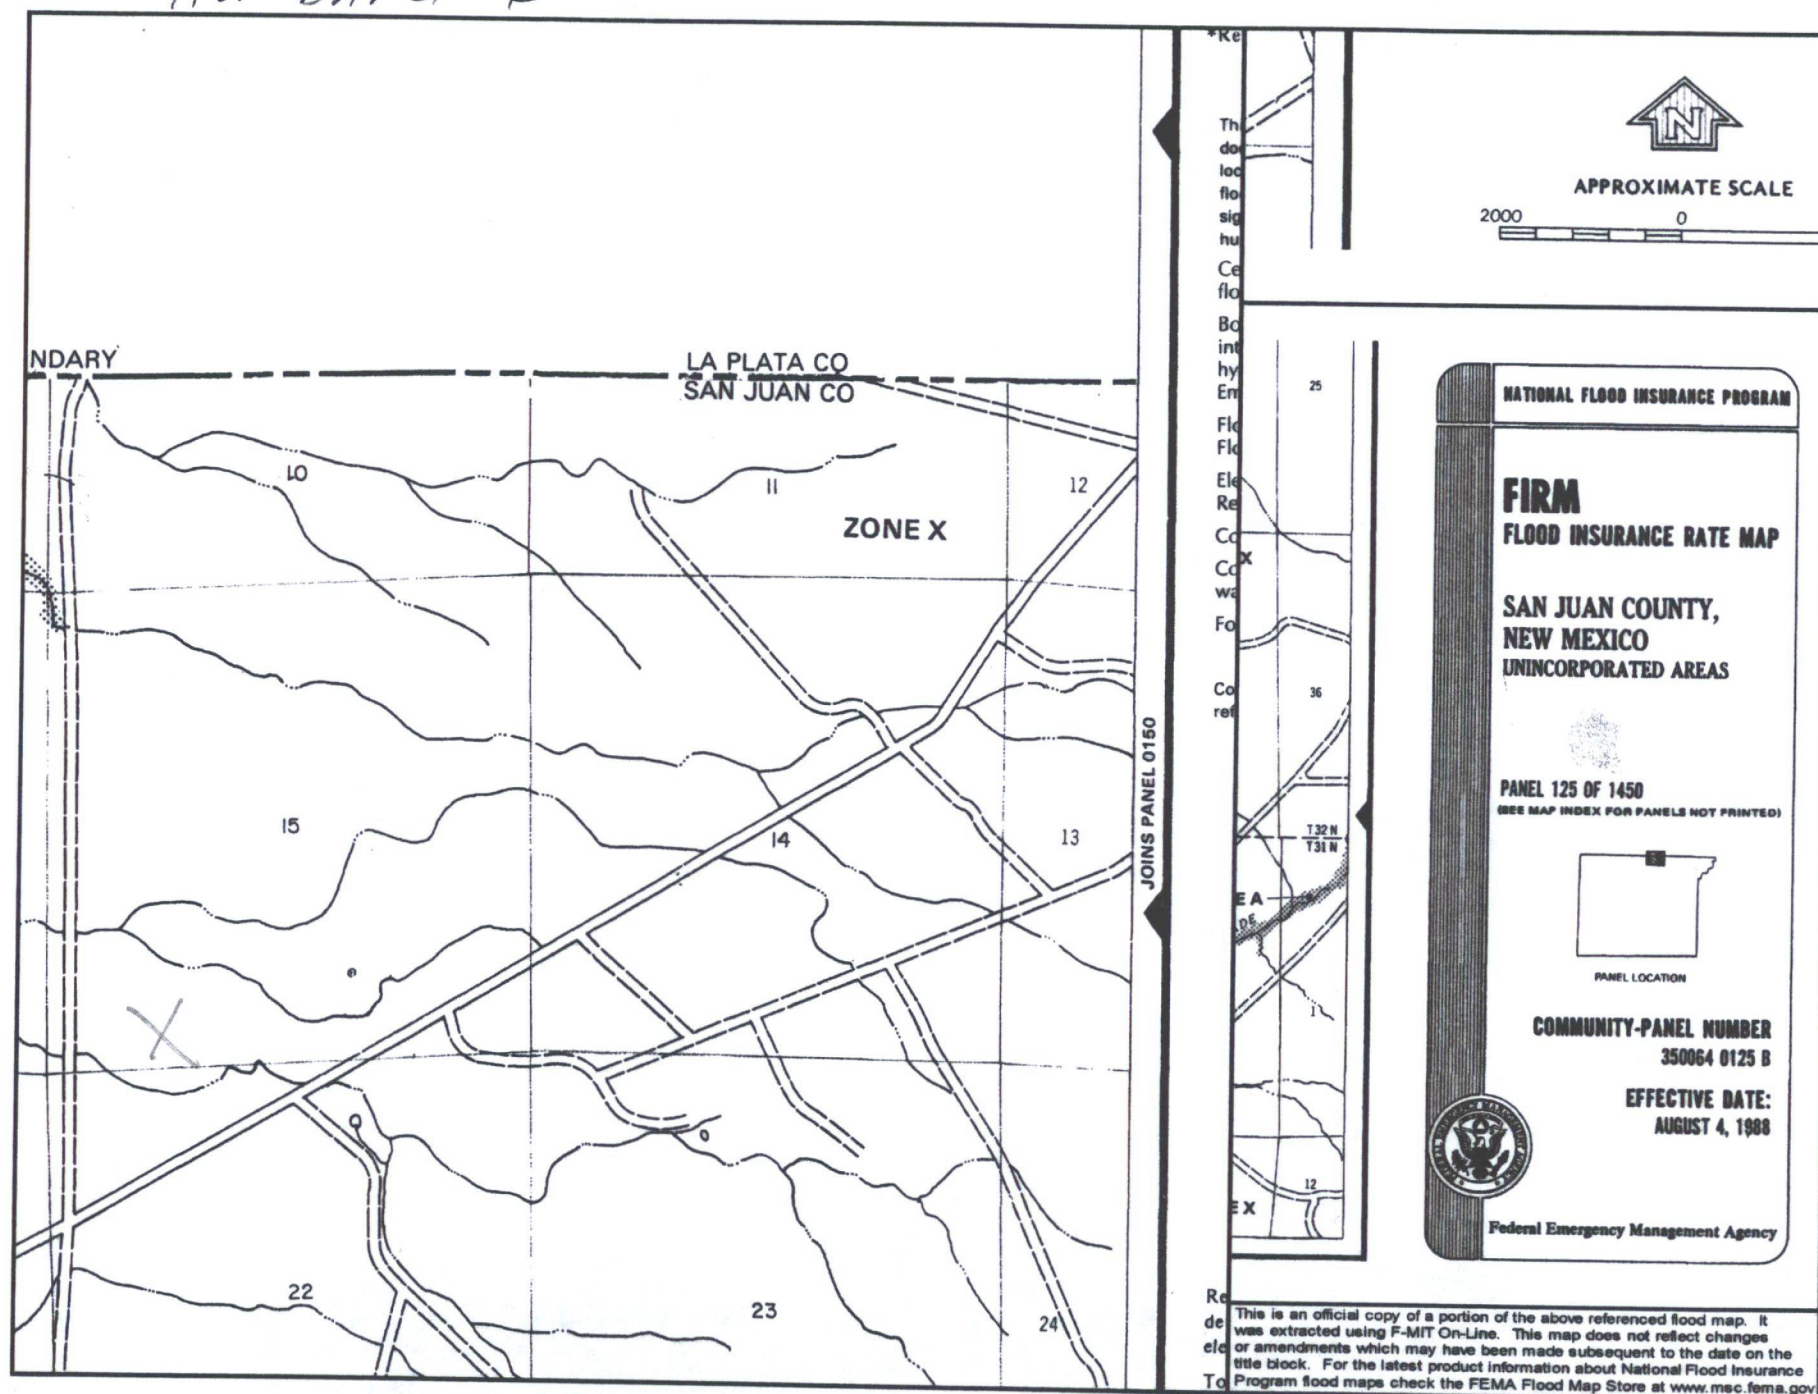 NDARY
LA PLATA CO
SAN JUAN CO
10
11
12
ZONE X
15
14
13
22
23
24
JOINS PANEL 0150
*Re
Th
do
loc
flo
sig
hu
Ce
flo
Bo
int
hy
Em
Flo
Flo
Ele
Re
Co
Co
wa
Fo
Co
ref
Re
de
ele
To
25
X
36
T32N
T31N
E A
DE
1
12
E X
N
APPROXIMATE SCALE
2000 0
NATIONAL FLOOD INSURANCE PROGRAM
FIRM
FLOOD INSURANCE RATE MAP
SAN JUAN COUNTY,
NEW MEXICO
UNINCORPORATED AREAS
PANEL 125 OF 1450
(SEE MAP INDEX FOR PANELS NOT PRINTED)
PANEL LOCATION
COMMUNITY-PANEL NUMBER
350064 0125 B
EFFECTIVE DATE:
AUGUST 4, 1988
Federal Emergency Management Agency
This is an official copy of a portion of the above referenced flood map. It
was extracted using F-MIT On-Line. This map does not reflect changes
or amendments which may have been made subsequent to the date on the
title block. For the latest product information about National Flood Insurance
Program flood maps check the FEMA Flood Map Store at www.msc.fema.gov